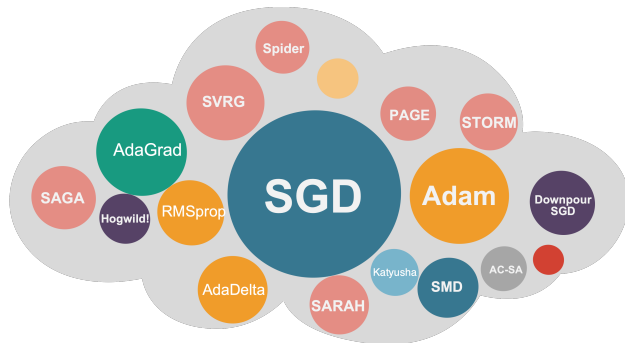 Spider
SVRG
PAGE
STORM
AdaGrad
SAGA
Hogwild!
RMSprop
SGD
Adam
Downpour
SGD
AdaDelta
SARAH
Katyusha
SMD
AC-SA